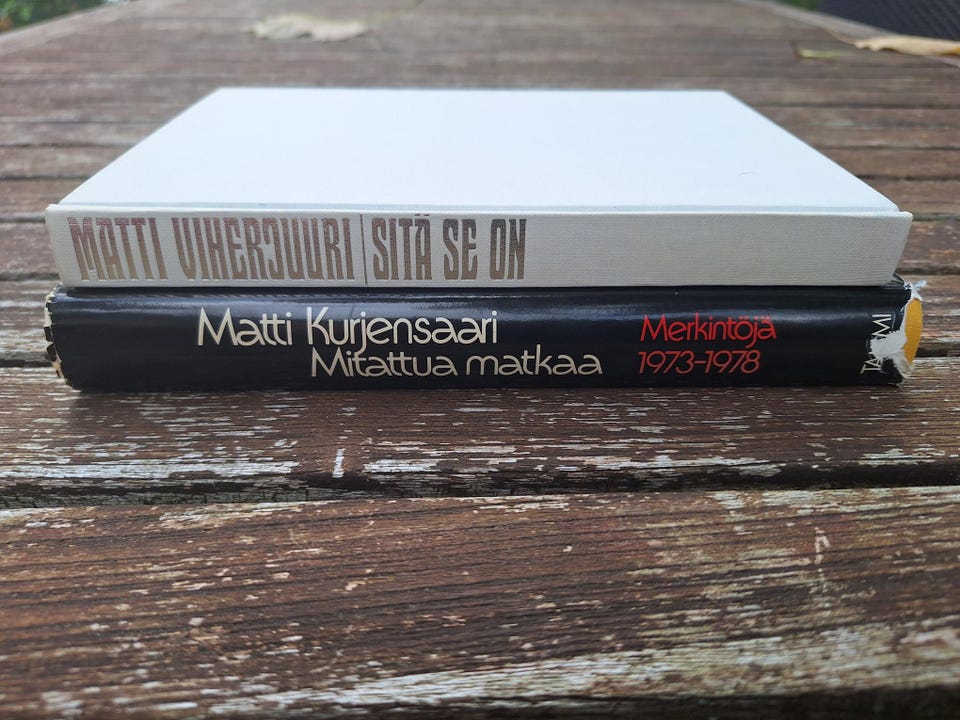 MATTI VIHERJUURI | SITÄ SE ON
Matti Kurjensaari
Mitattua matkaa
Merkintöjä
1973-1978